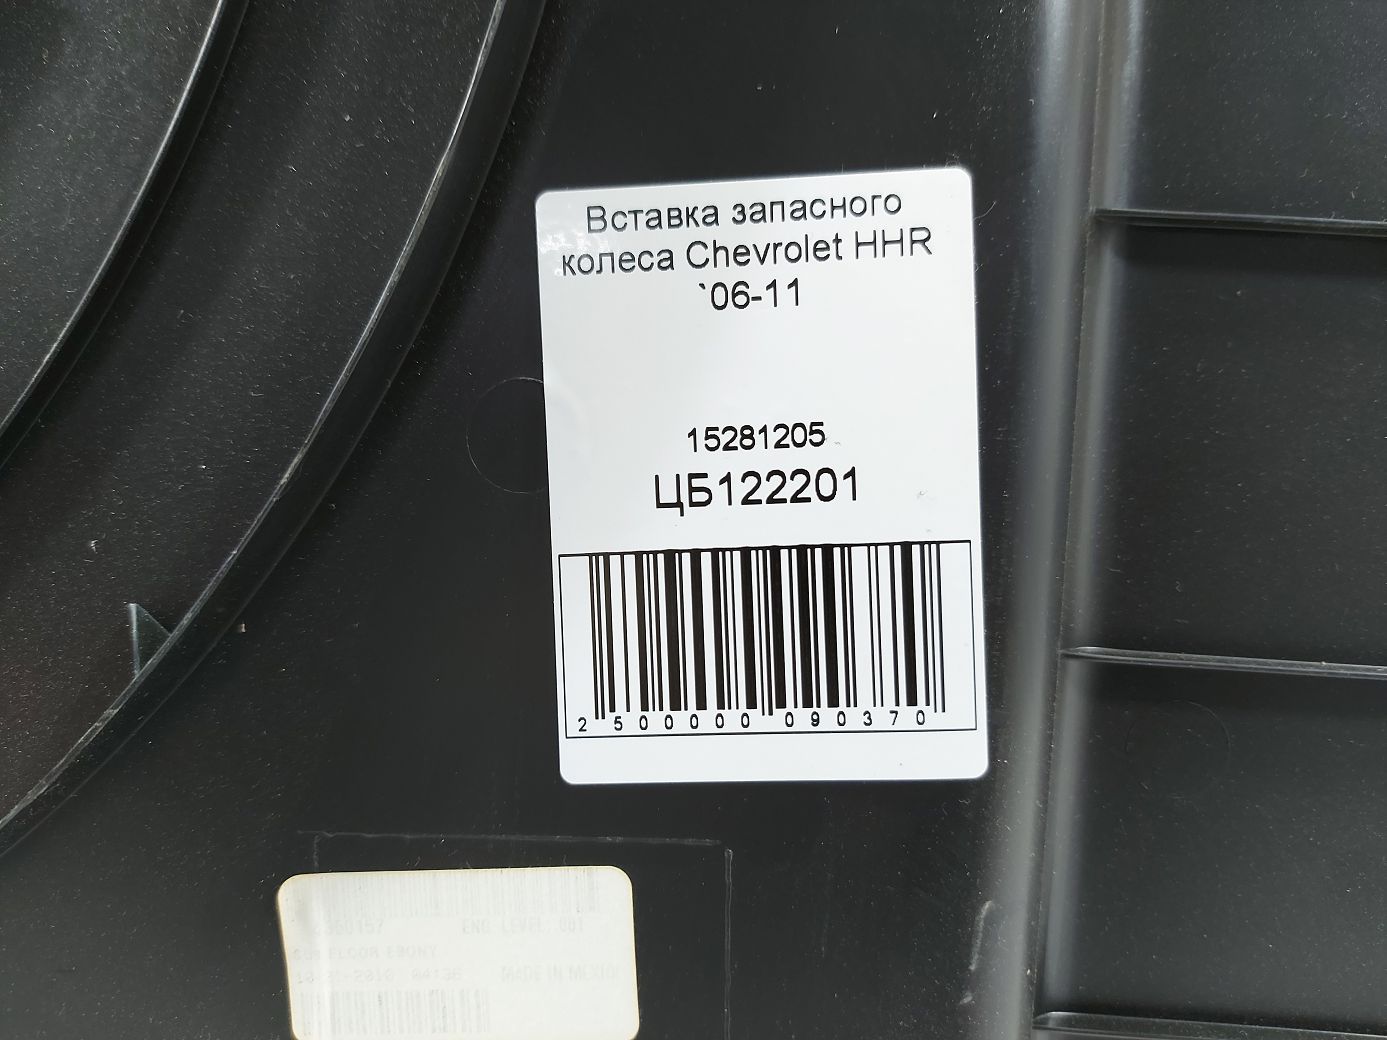 Вставка запасного
колеса Chevrolet HHR
`06-11
15281205
ЦБ122201
2 500000 090370
ENG LEVEL: 001
FLOOR EBONY
MADE IN MEXICO